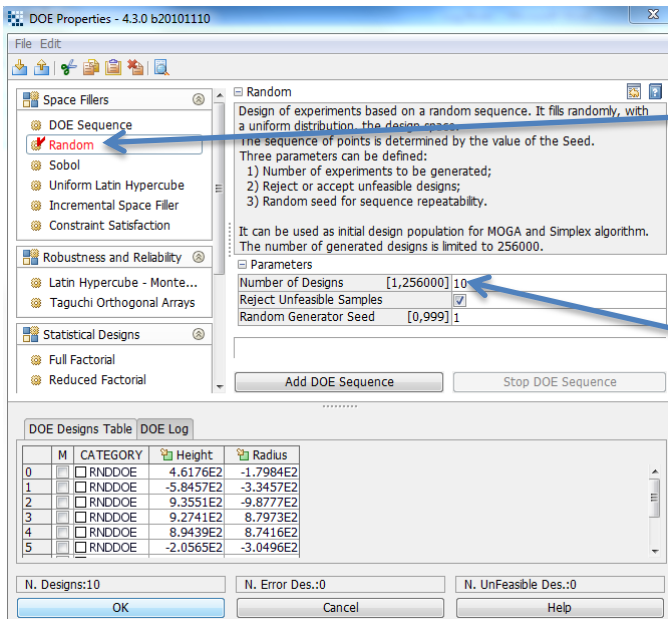 DOE Properties - 4.3.0 b20101110
File Edit
Space Fillers
DOE Sequence
Random
Sobol
Uniform Latin Hypercube
Incremental Space Filler
Constraint Satisfaction
Robustness and Reliability
Latin Hypercube - Monte...
Taguchi Orthogonal Arrays
Statistical Designs
Full Factorial
Reduced Factorial
Random
Design of experiments based on a random sequence. It fills randomly, with
a uniform distribution, the design space.
The sequence of points is determined by the value of the Seed.
Three parameters can be defined:
1) Number of experiments to be generated;
2) Reject or accept unfeasible designs;
3) Random seed for sequence repeatability.
It can be used as initial design population for MOGA and Simplex algorithm.
The number of generated designs is limited to 256000.
Parameters
Number of Designs [1,256000] 10
Reject Unfeasible Samples
Random Generator Seed [0,999] 1
Add DOE Sequence Stop DOE Sequence
DOE Designs Table DOE Log
M CATEGORY Height Radius
0 RNDDOE 4.6176E2 -1.7984E2
1 RNDDOE -5.8457E2 -3.3457E2
2 RNDDOE 9.3551E2 -9.8777E2
3 RNDDOE 9.2741E2 8.7973E2
4 RNDDOE 8.9439E2 8.7416E2
5 RNDDOE -2.0565E2 -3.0496E2
N. Designs:10 N. Error Des.:0 N. UnFeasible Des.:0
OK Cancel Help